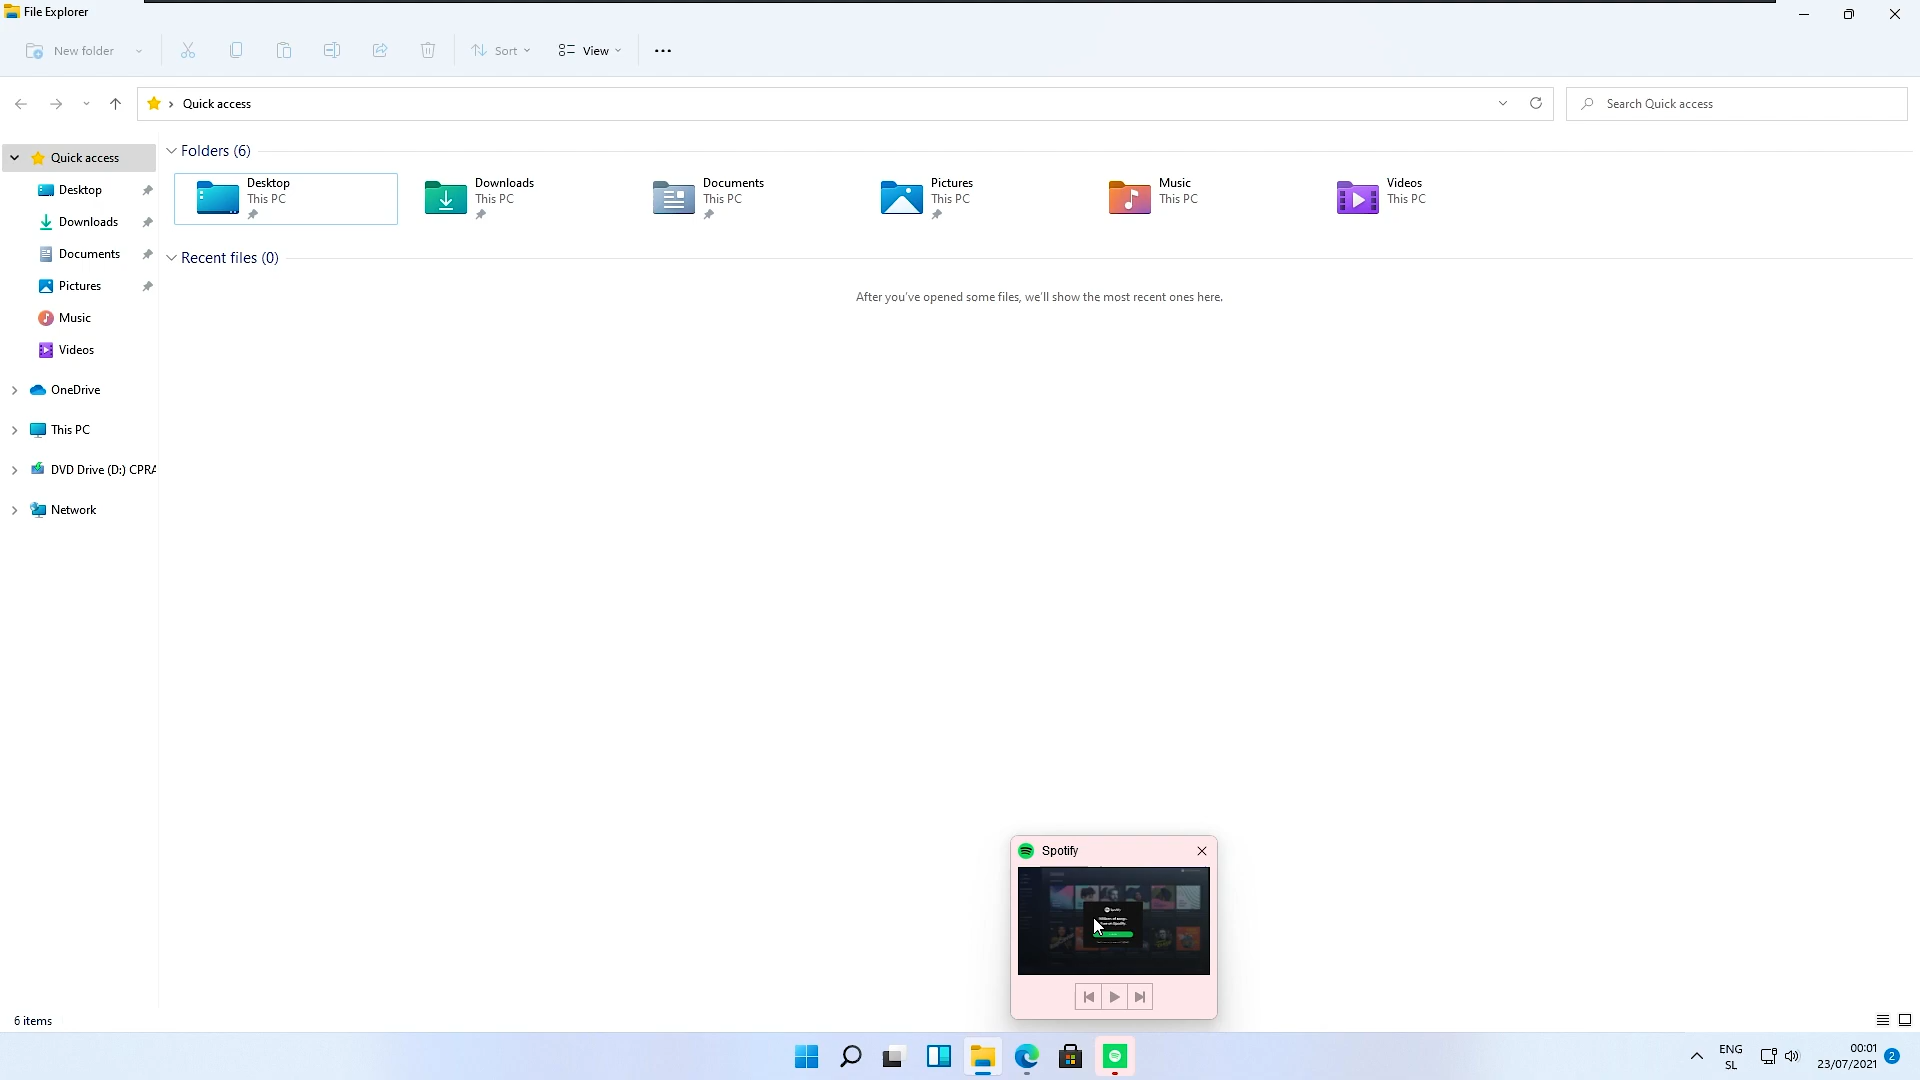 File Explorer
New folder
Sort
View
Quick access
Search Quick access
Quick access
Desktop
Downloads
Documents
Pictures
Music
Videos
OneDrive
This PC
DVD Drive (D:) CPRA
Network
Folders (6)
Desktop
This PC
Downloads
This PC
Documents
This PC
Pictures
This PC
Music
This PC
Videos
This PC
Recent files (0)
After you've opened some files, we'll show the most recent ones here.
Spotify
6 items
ENG
SL
00:01
23/07/2021
2